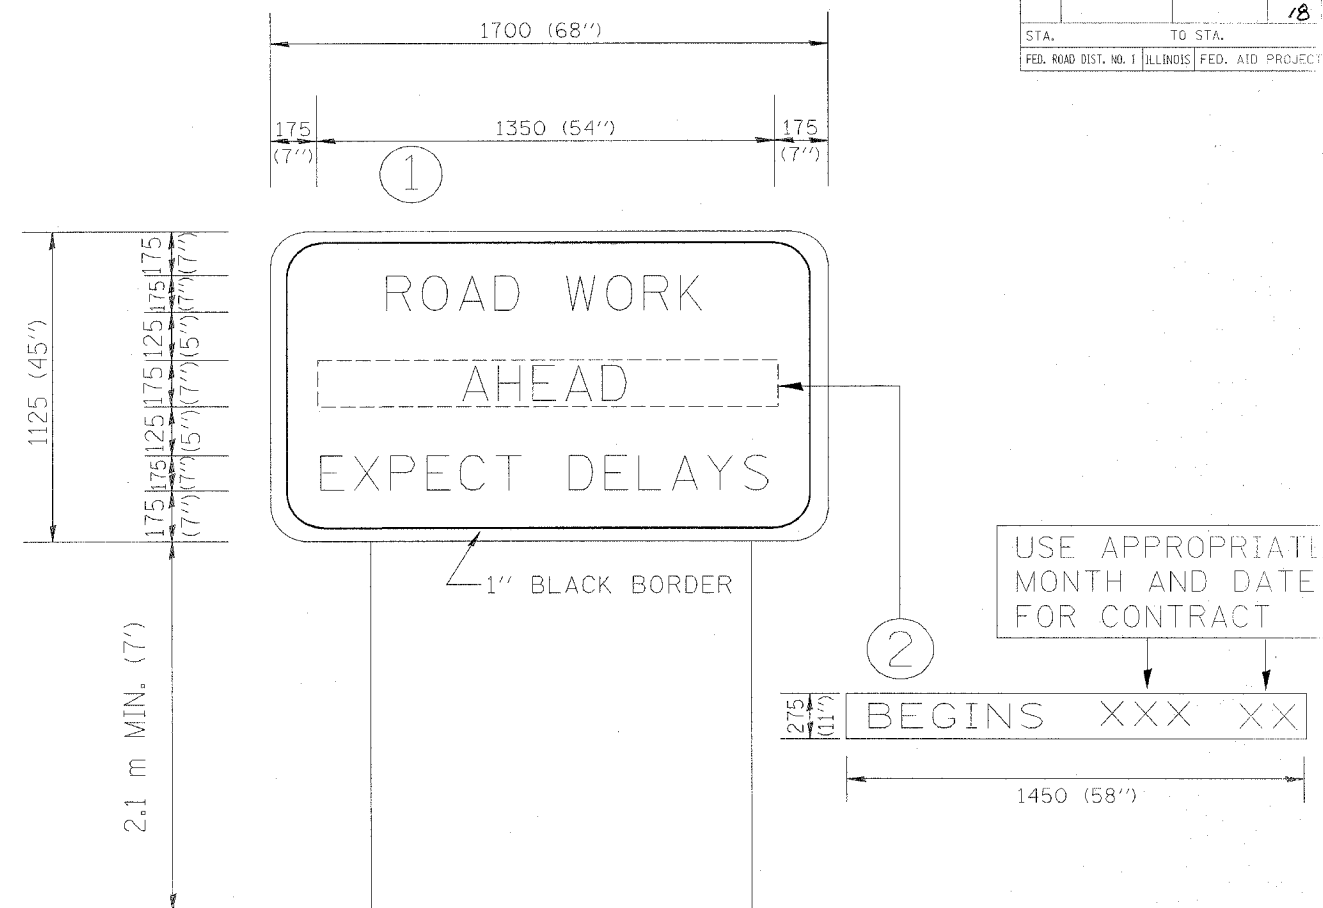 18
STA. TO STA.
FED. ROAD DIST. NO. 1 ILLINOIS FED. AID PROJECT
1700 (68'')
175 1350 (54'') 175
(7'') (7'')
1
1125 (45'')
175 (7'')
175 (7'')
125 (5'')
175 (7'')
125 (5'')
175 (7'')
175 (7'')
ROAD WORK
AHEAD
EXPECT DELAYS
1'' BLACK BORDER
2.1 m MIN. (7')
USE APPROPRIATE
MONTH AND DATE
FOR CONTRACT
2
275
(11'')
BEGINS XXX XX
1450 (58'')